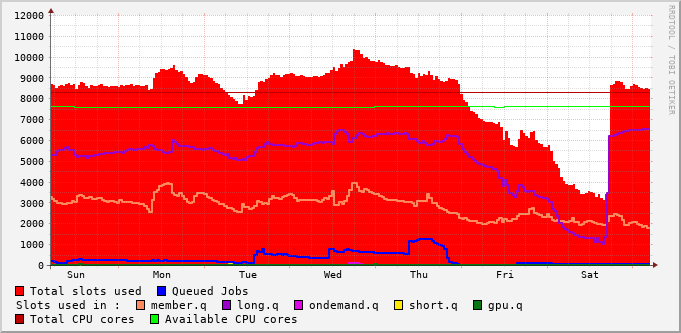 12000
11000
10000
9000
8000
7000
6000
5000
4000
3000
2000
1000
0
Sun Mon Tue Wed Thu Fri Sat
RRDTOOL / TOBI OETIKER
Total slots used Queued Jobs
Slots used in : member.q long.q ondemand.q short.q gpu.q
Total CPU cores Available CPU cores